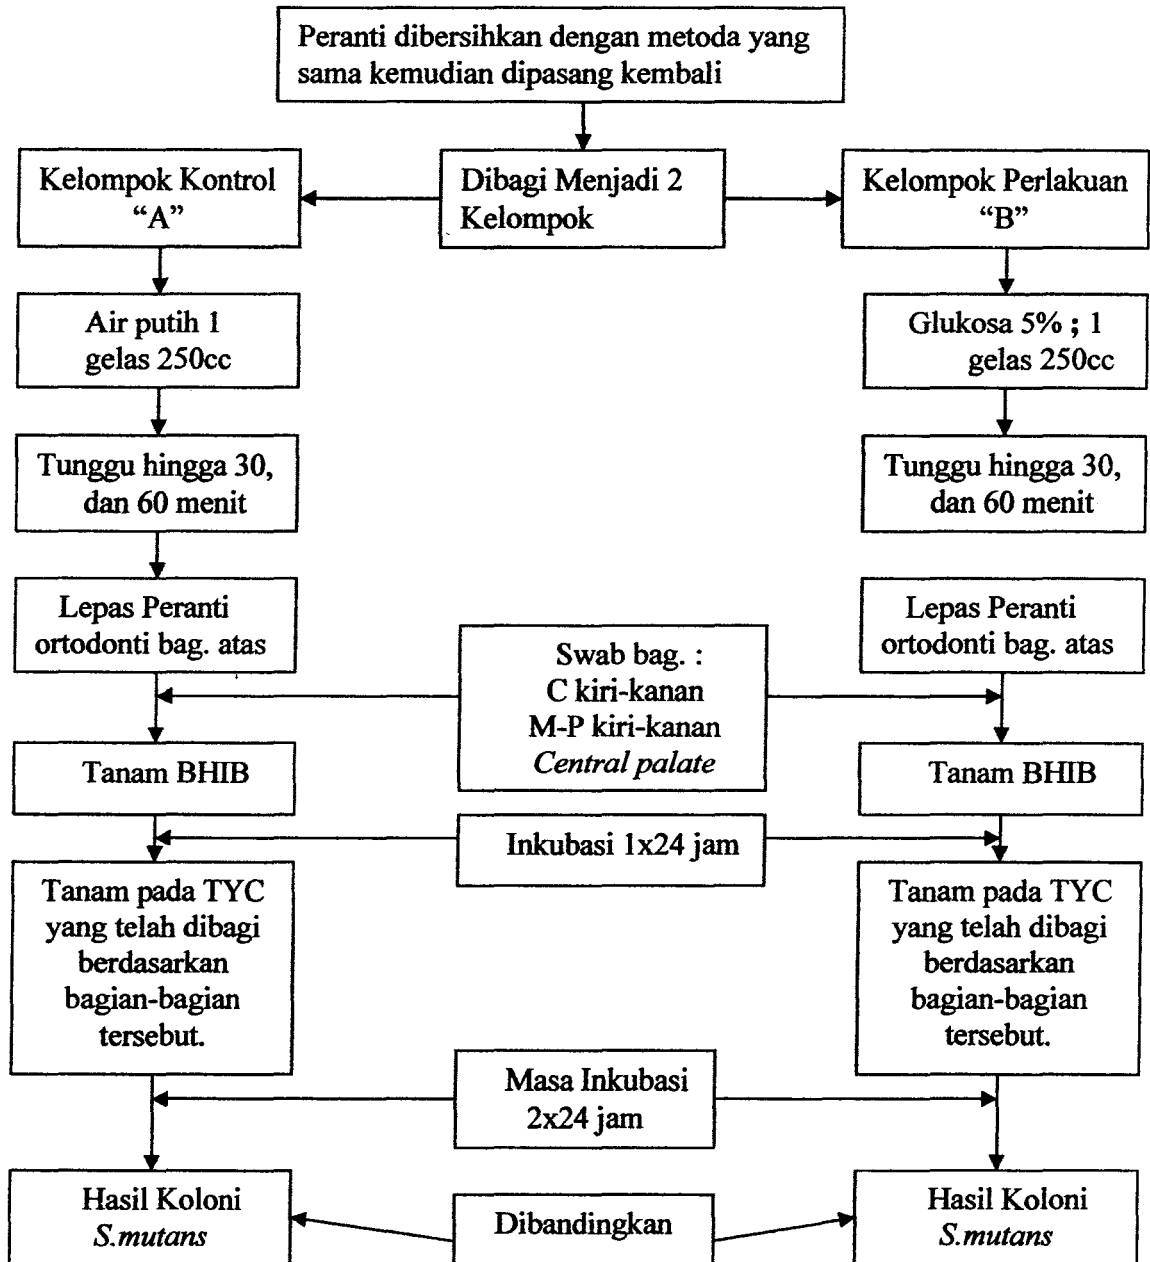 Peranti dibersihkan dengan metoda yang
sama kemudian dipasang kembali
Kelompok Kontrol
“A”
Dibagi Menjadi 2
Kelompok
Kelompok Perlakuan
“B”
Air putih 1
gelas 250cc
Glukosa 5% ; 1
gelas 250cc
Tunggu hingga 30,
dan 60 menit
Tunggu hingga 30,
dan 60 menit
Lepas Peranti
ortodonti bag. atas
Lepas Peranti
ortodonti bag. atas
Swab bag. :
C kiri-kanan
M-P kiri-kanan
Central palate
Tanam BHIB
Tanam BHIB
Inkubasi 1x24 jam
Tanam pada TYC
yang telah dibagi
berdasarkan
bagian-bagian
tersebut.
Tanam pada TYC
yang telah dibagi
berdasarkan
bagian-bagian
tersebut.
Masa Inkubasi
2x24 jam
Hasil Koloni
S.mutans
Dibandingkan
Hasil Koloni
S.mutans